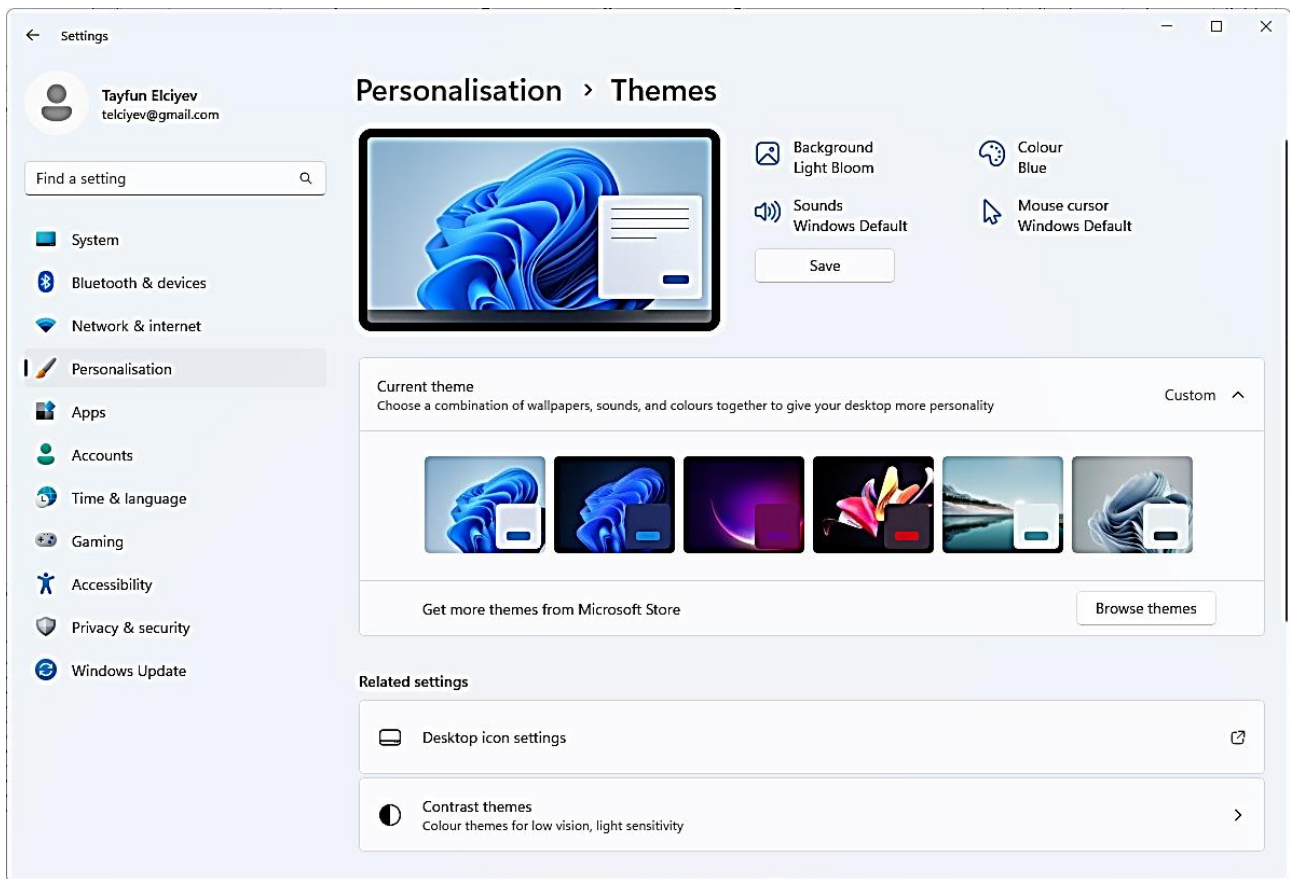 Settings
Tayfun Elciyev
telciyev@gmail.com
Find a setting
System
Bluetooth & devices
Network & internet
Personalisation
Apps
Accounts
Time & language
Gaming
Accessibility
Privacy & security
Windows Update
Personalisation > Themes
Background
Light Bloom
Colour
Blue
Sounds
Windows Default
Mouse cursor
Windows Default
Save
Current theme
Choose a combination of wallpapers, sounds, and colours together to give your desktop more personality
Custom
Get more themes from Microsoft Store
Browse themes
Related settings
Desktop icon settings
Contrast themes
Colour themes for low vision, light sensitivity